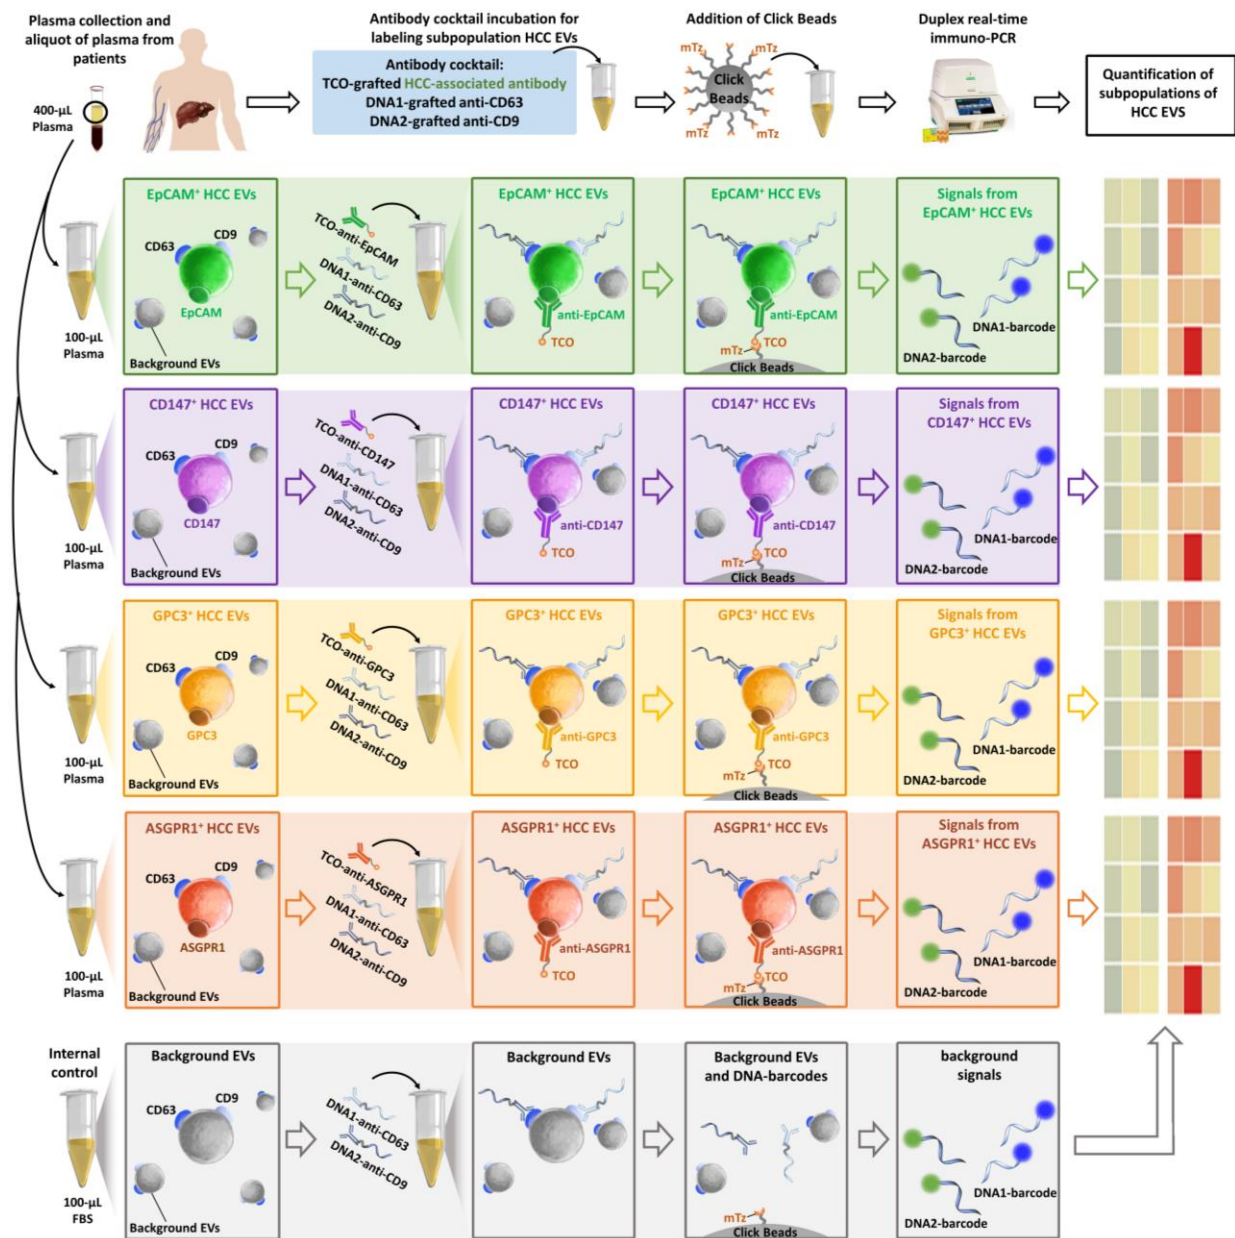 Plasma collection and
aliquot of plasma from
patients
400-µL
Plasma
Antibody cocktail incubation for
labeling subpopulation HCC EVs
Antibody cocktail:
TCO-grafted HCC-associated antibody
DNA1-grafted anti-CD63
DNA2-grafted anti-CD9
Addition of Click Beads
mTz
mTz
mTz
mTz
mTz
mTz
Click
Beads
Duplex real-time
immuno-PCR
Quantification of
subpopulations of
HCC EVS
100-µL
Plasma
EpCAM⁺ HCC EVs
CD63
CD9
EpCAM
Background EVs
TCO-anti-EpCAM
DNA1-anti-CD63
DNA2-anti-CD9
EpCAM⁺ HCC EVs
anti-EpCAM
TCO
EpCAM⁺ HCC EVs
anti-EpCAM
TCO
mTz
Click Beads
Signals from
EpCAM⁺ HCC EVs
DNA1-barcode
DNA2-barcode
100-µL
Plasma
CD147⁺ HCC EVs
CD63
CD9
CD147
Background EVs
TCO-anti-CD147
DNA1-anti-CD63
DNA2-anti-CD9
CD147⁺ HCC EVs
anti-CD147
TCO
CD147⁺ HCC EVs
anti-CD147
TCO
mTz
Click Beads
Signals from
CD147⁺ HCC EVs
DNA1-barcode
DNA2-barcode
100-µL
Plasma
GPC3⁺ HCC EVs
CD63
CD9
GPC3
Background EVs
TCO-anti-GPC3
DNA1-anti-CD63
DNA2-anti-CD9
GPC3⁺ HCC EVs
anti-GPC3
TCO
GPC3⁺ HCC EVs
anti-GPC3
TCO
mTz
Click Beads
Signals from
GPC3⁺ HCC EVs
DNA1-barcode
DNA2-barcode
100-µL
Plasma
ASGPR1⁺ HCC EVs
CD63
CD9
ASGPR1
Background EVs
TCO-anti-ASGPR1
DNA1-anti-CD63
DNA2-anti-CD9
ASGPR1⁺ HCC EVs
anti-ASGPR1
TCO
ASGPR1⁺ HCC EVs
anti-ASGPR1
TCO
mTz
Click Beads
Signals from
ASGPR1⁺ HCC EVs
DNA1-barcode
DNA2-barcode
Internal
control
100-µL
FBS
Background EVs
CD63
CD9
Background EVs
DNA1-anti-CD63
DNA2-anti-CD9
Background EVs
Background EVs
and DNA-barcodes
mTz
Click Beads
background
signals
DNA1-barcode
DNA2-barcode